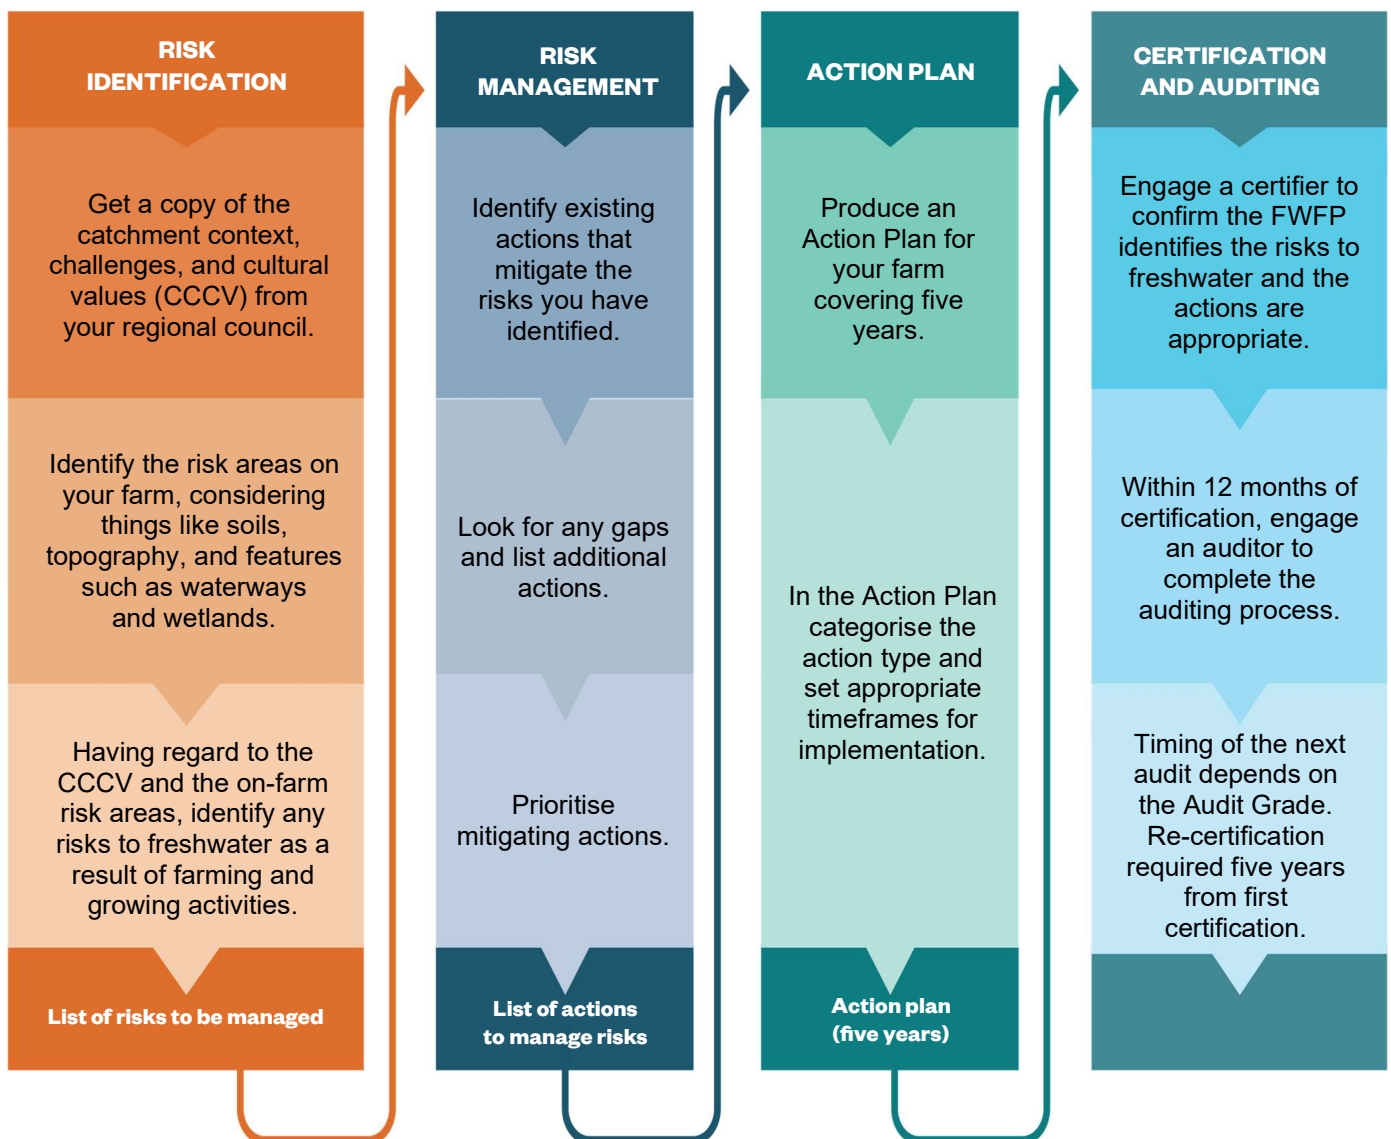 RISK
IDENTIFICATION
Get a copy of the
catchment context,
challenges, and cultural
values (CCCV) from
your regional council.
Identify the risk areas on
your farm, considering
things like soils,
topography, and features
such as waterways
and wetlands.
Having regard to the
CCCV and the on-farm
risk areas, identify any
risks to freshwater as a
result of farming and
growing activities.
List of risks to be managed
RISK
MANAGEMENT
Identify existing
actions that
mitigate the
risks you have
identified.
Look for any gaps
and list additional
actions.
Prioritise
mitigating actions.
List of actions
to manage risks
ACTION PLAN
Produce an
Action Plan for
your farm
covering five
years.
In the Action Plan
categorise the
action type and
set appropriate
timeframes for
implementation.
Action plan
(five years)
CERTIFICATION
AND AUDITING
Engage a certifier to
confirm the FWFP
identifies the risks to
freshwater and the
actions are
appropriate.
Within 12 months of
certification, engage
an auditor to
complete the
auditing process.
Timing of the next
audit depends on
the Audit Grade.
Re-certification
required five years
from first
certification.